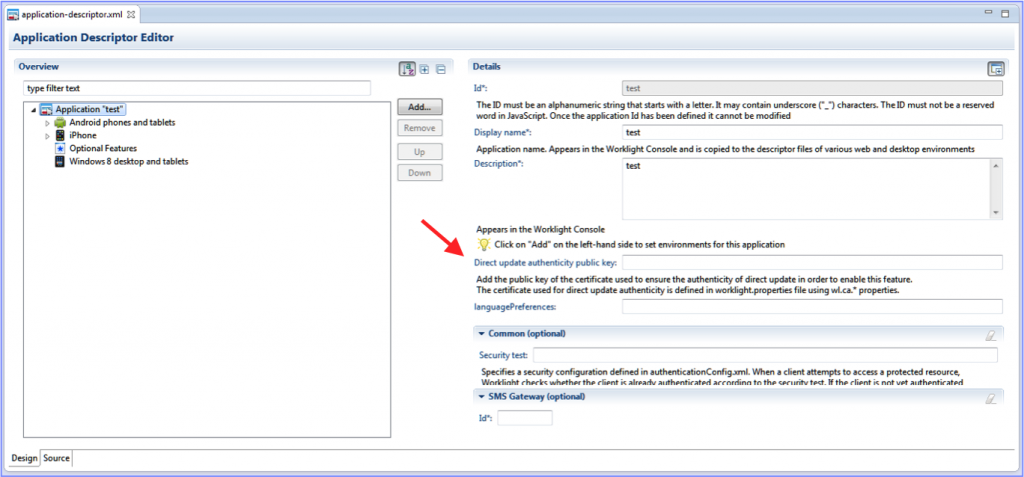 application-descriptor.xml
Application Descriptor Editor
Overview
type filter text
Application "test"
Android phones and tablets
iPhone
Optional Features
Windows 8 desktop and tablets
Add...
Remove
Up
Down
Details
Id*:
test
The ID must be an alphanumeric string that starts with a letter. It may contain underscore ("_") characters. The ID must not be a reserved
word in JavaScript. Once the application Id has been defined it cannot be modified
Display name*:
test
Application name. Appears in the Worklight Console and is copied to the descriptor files of various web and desktop environments
Description*:
test
Appears in the Worklight Console
Click on "Add" on the left-hand side to set environments for this application
Direct update authenticity public key:
Add the public key of the certificate used to ensure the authenticity of direct update in order to enable this feature.
The certificate used for direct update authenticity is defined in worklight.properties file using wl.ca.* properties.
languagePreferences:
Common (optional)
Security test:
Specifies a security configuration defined in authenticationConfig.xml. When a client attempts to access a protected resource,
Worklight checks whether the client is already authenticated according to the security test. If the client is not yet authenticated
SMS Gateway (optional)
Id*:
Design
Source